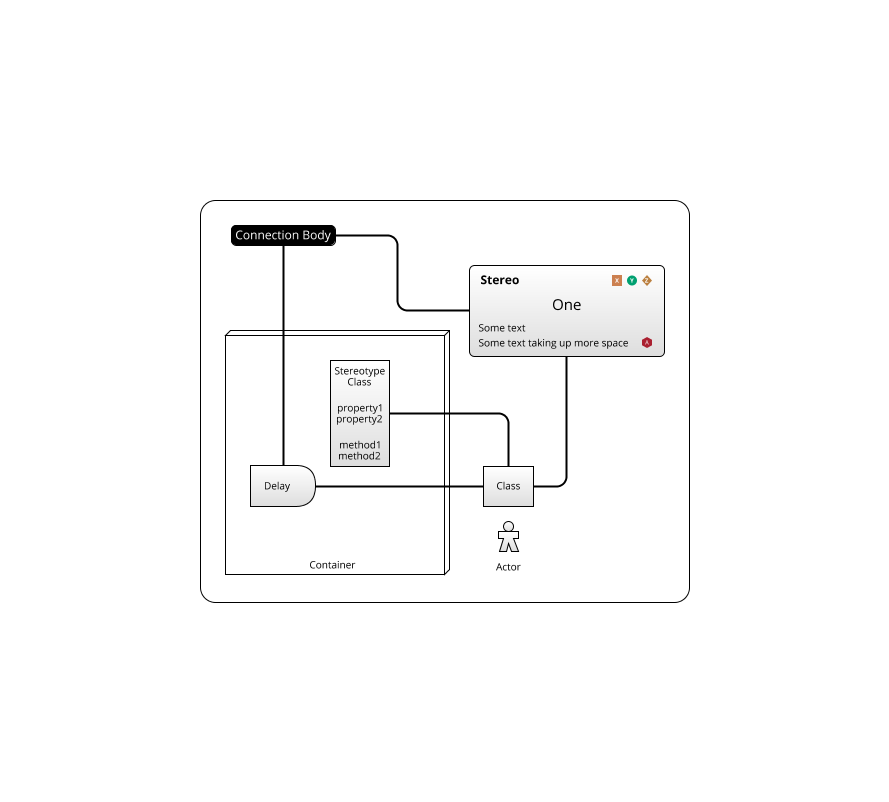 Connection Body
Stereo
X Y Z
One
Some text
Some text taking up more space
A
Stereotype
Class
property1
property2
method1
method2
Delay
Class
Container
Actor